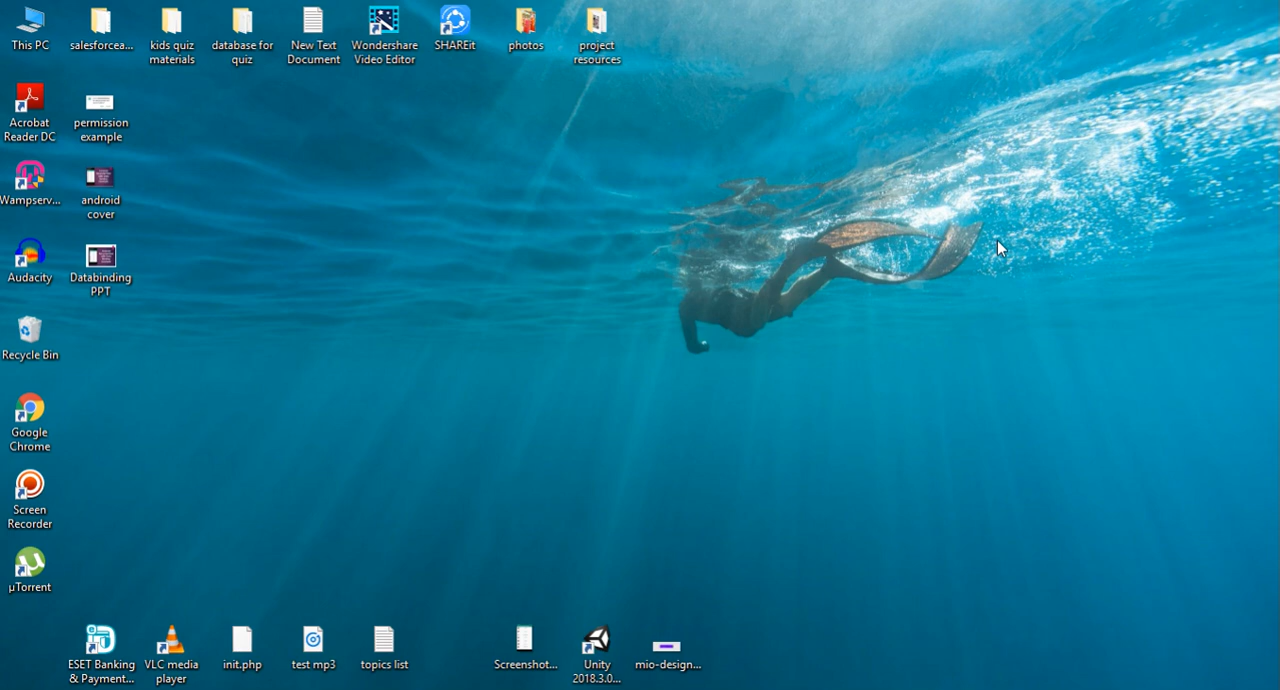 This PC
salesforcea...
kids quiz
materials
database for
quiz
New Text
Document
Wondershare
Video Editor
SHAREit
photos
project
resources
Acrobat
Reader DC
permission
example
Wampserv...
android
cover
Audacity
Databinding
PPT
Recycle Bin
Google
Chrome
Screen
Recorder
µTorrent
ESET Banking
& Payment...
VLC media
player
init.php
test mp3
topics list
Screenshot...
Unity
2018.3.0...
mio-design...